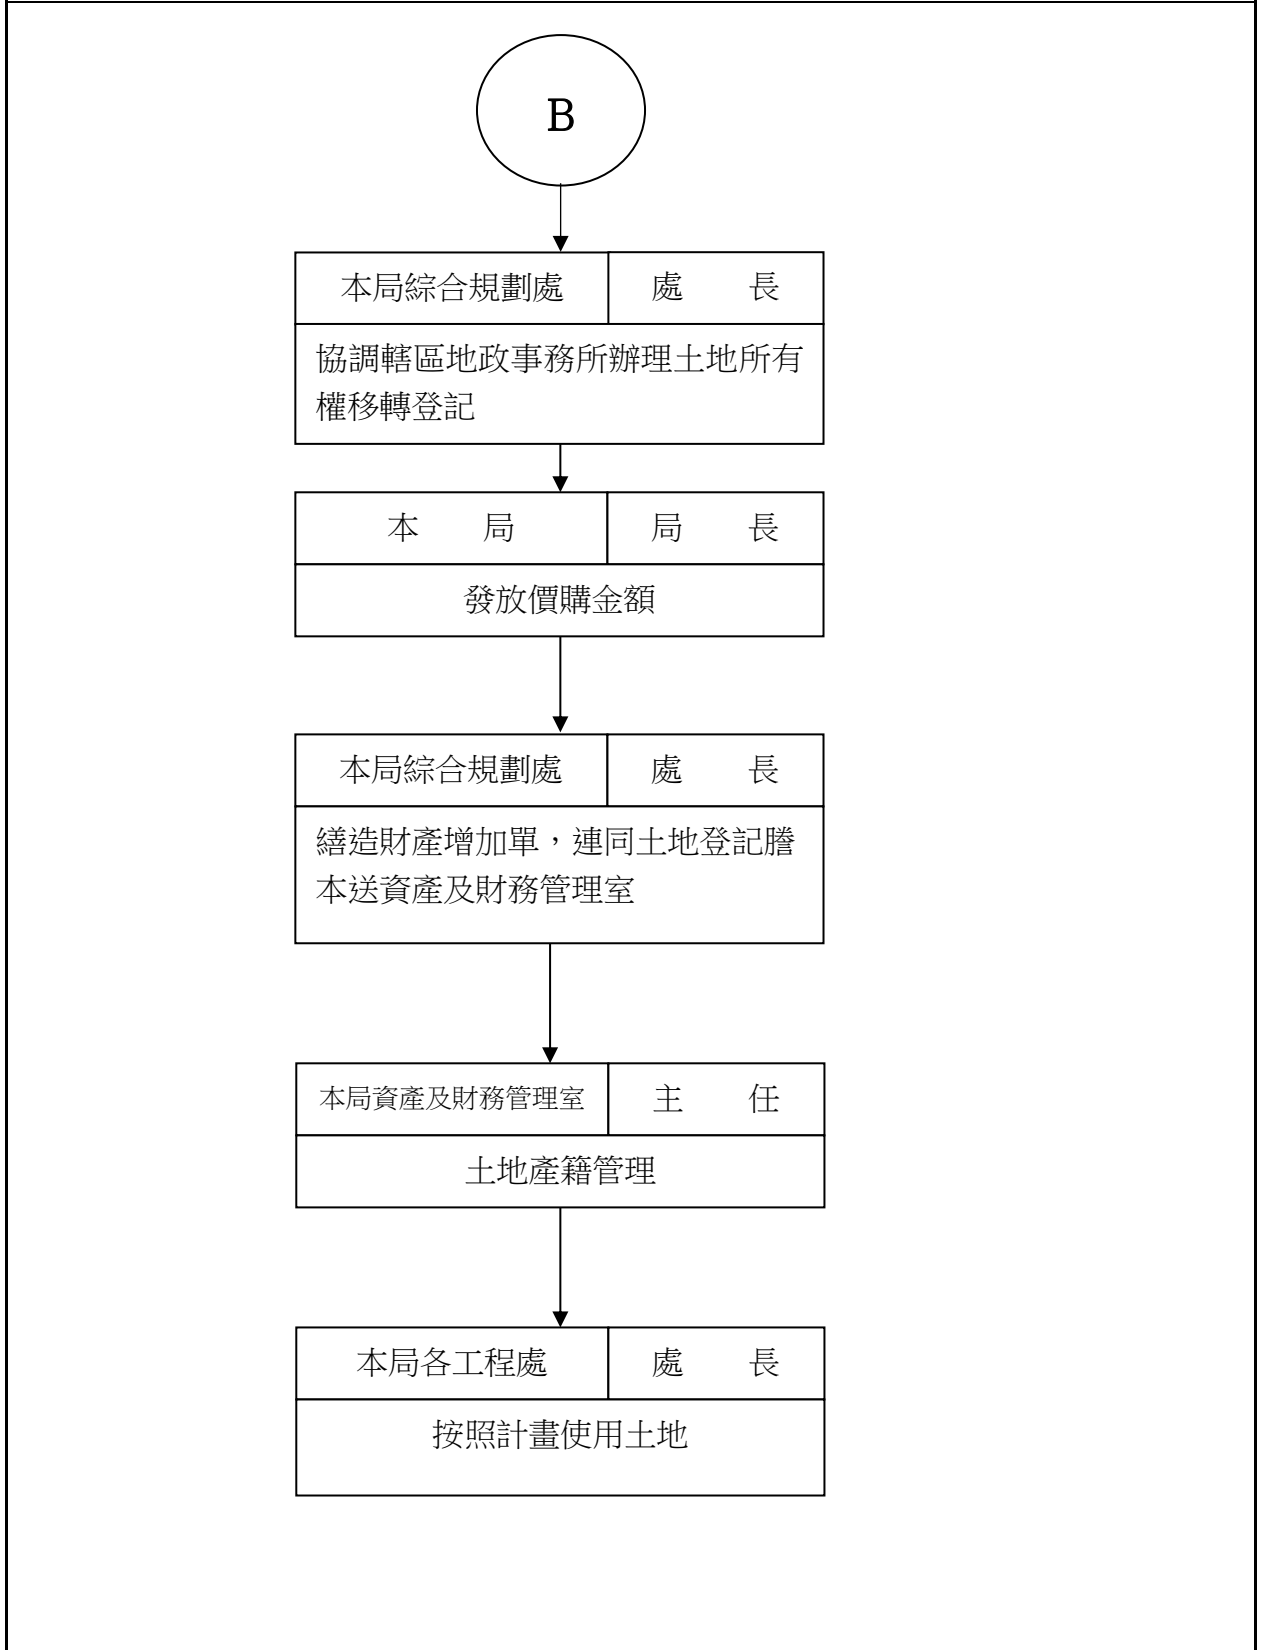 B
本局綜合規劃處 處 長
協調轄區地政事務所辦理土地所有
權移轉登記
本 局 局 長
發放價購金額
本局綜合規劃處 處 長
繕造財產增加單，連同土地登記謄
本送資產及財務管理室
本局資產及財務管理室 主 任
土地產籍管理
本局各工程處 處 長
按照計畫使用土地